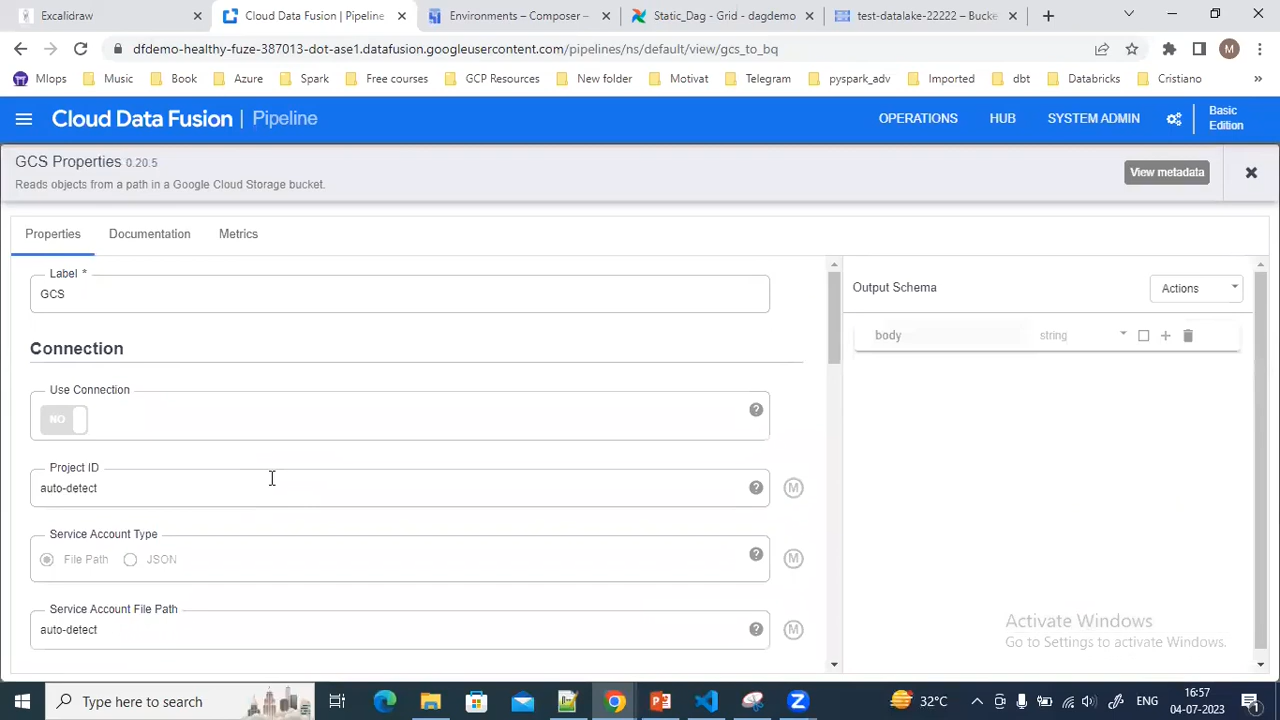 Excalidraw
Cloud Data Fusion | Pipeline
Environments – Composer –
Static_Dag - Grid - dagdemo
test-datalake-22222 – Bucke
dfdemo-healthy-fuze-387013-dot-ase1.datafusion.googleusercontent.com/pipelines/ns/default/view/gcs_to_bq
M
Mlops
Music
Book
Azure
Spark
Free courses
GCP Resources
New folder
Motivat
Telegram
pyspark_adv
Imported
dbt
Databricks
Cristiano
»
Cloud Data Fusion | Pipeline
OPERATIONS
HUB
SYSTEM ADMIN
Basic
Edition
GCS Properties 0.20.5
Reads objects from a path in a Google Cloud Storage bucket.
View metadata
Properties
Documentation
Metrics
Label *
GCS
Output Schema
Actions
body
string
Connection
Use Connection
NO
Project ID
auto-detect
M
Service Account Type
File Path
JSON
M
Service Account File Path
auto-detect
M
Activate Windows
Go to Settings to activate Windows.
Type here to search
32°C
ENG
16:57
04-07-2023
1